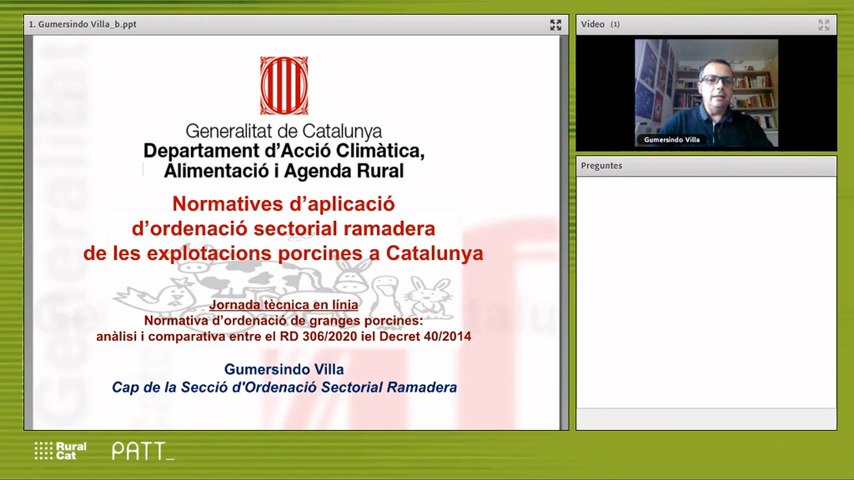 1. Gumersindo Villa_b.ppt
Generalitat de Catalunya
Departament d'Acció Climàtica,
Alimentació i Agenda Rural
Normatives d'aplicació
d'ordenació sectorial ramadera
de les explotacions porcines a Catalunya
Jornada tècnica en línia
Normativa d'ordenació de granges porcines:
anàlisi i comparativa entre el RD 306/2020 iel Decret 40/2014
Gumersindo Villa
Cap de la Secció d'Ordenació Sectorial Ramadera
Vídeo (1)
Gumersindo Villa
Preguntes
Rural
Cat
PATT_